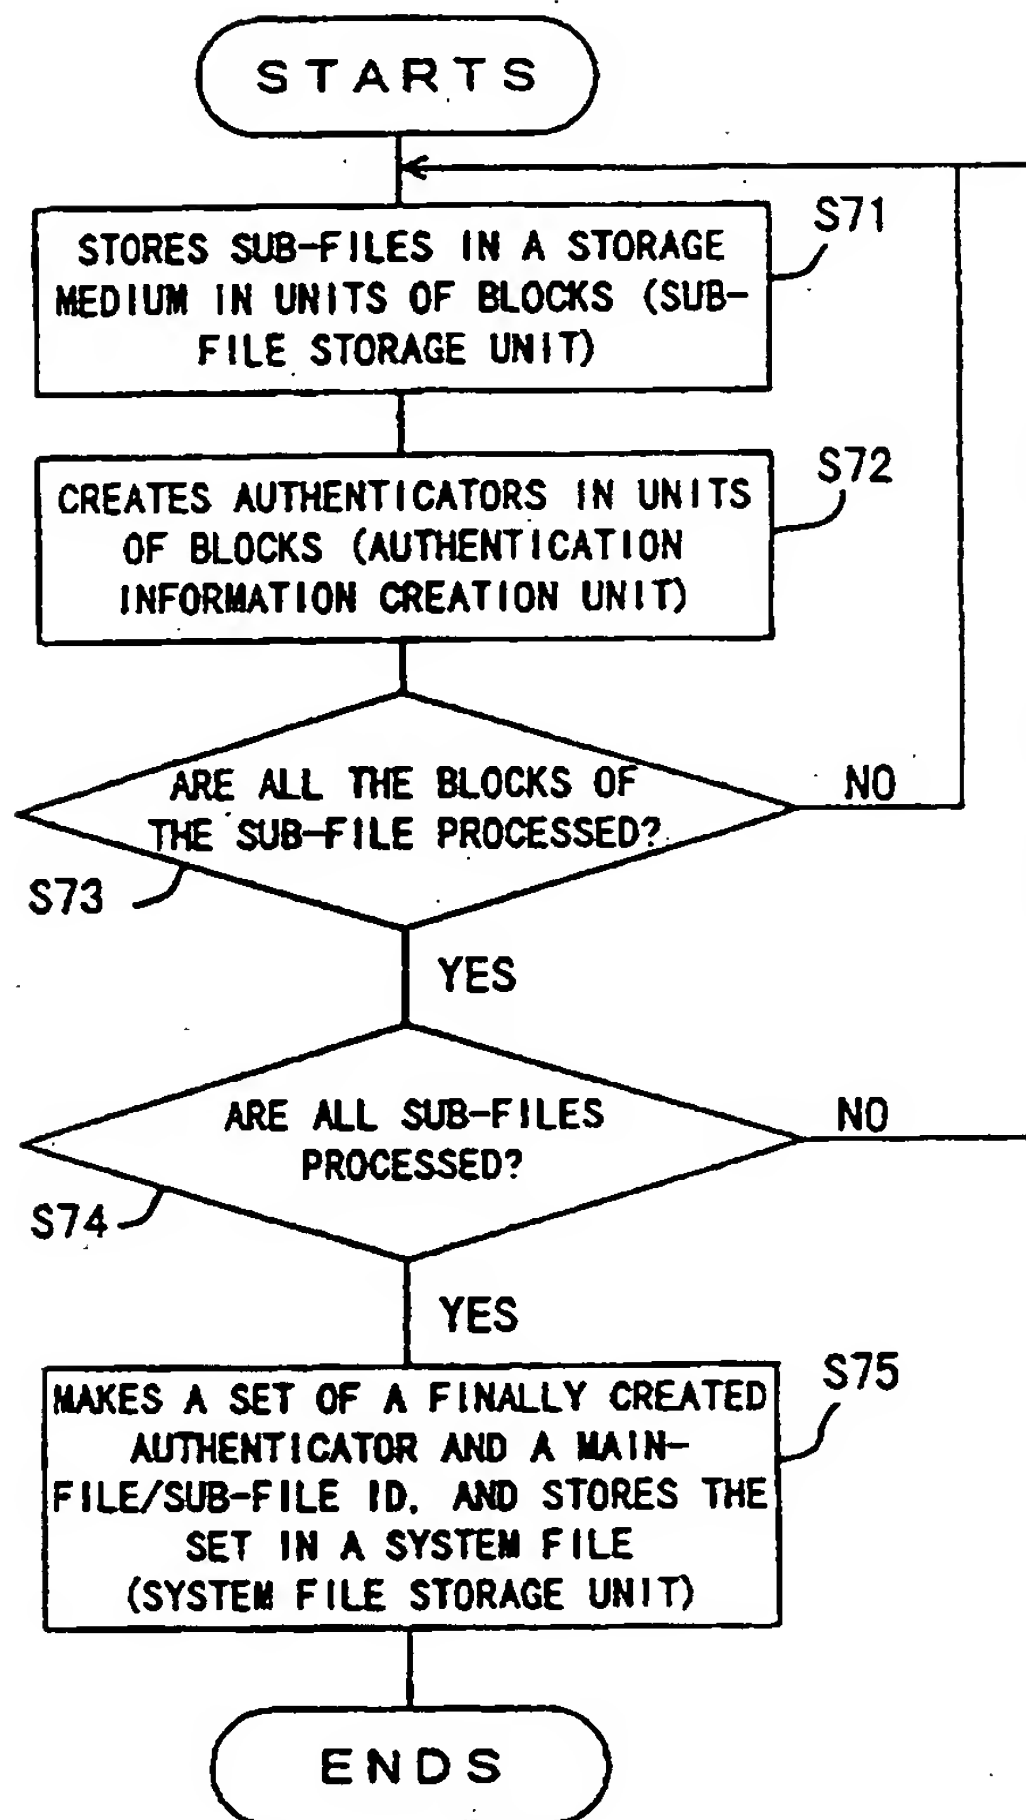 STARTS
S71
STORES SUB-FILES IN A STORAGE
MEDIUM IN UNITS OF BLOCKS (SUB-
FILE STORAGE UNIT)
S72
CREATES AUTHENTICATORS IN UNITS
OF BLOCKS (AUTHENTICATION
INFORMATION CREATION UNIT)
ARE ALL THE BLOCKS OF
THE SUB-FILE PROCESSED?
NO
S73
YES
ARE ALL SUB-FILES
PROCESSED?
NO
S74
YES
S75
MAKES A SET OF A FINALLY CREATED
AUTHENTICATOR AND A MAIN-
FILE/SUB-FILE ID, AND STORES THE
SET IN A SYSTEM FILE
(SYSTEM FILE STORAGE UNIT)
ENDS